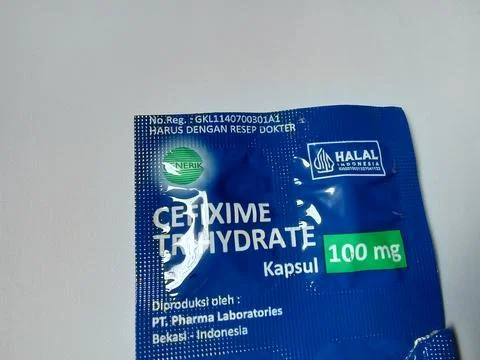 No.Reg. : GKL1140700301A1
HARUS DENGAN RESEP DOKTER
HALAL
INDONESIA
CEFIXIME
TRIHYDRATE
100 mg
Kapsul
Diproduksi oleh :
PT. Pharma Laboratories
Bekasi - Indonesia